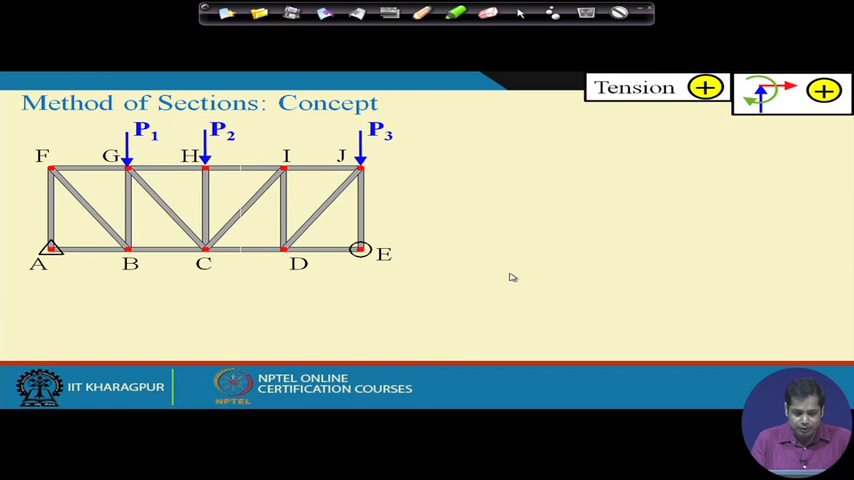 Tension +
+
Method of Sections: Concept
P1 P2 P3
F G H I J
A B C D E
IIT KHARAGPUR
NPTEL
NPTEL ONLINE
CERTIFICATION COURSES